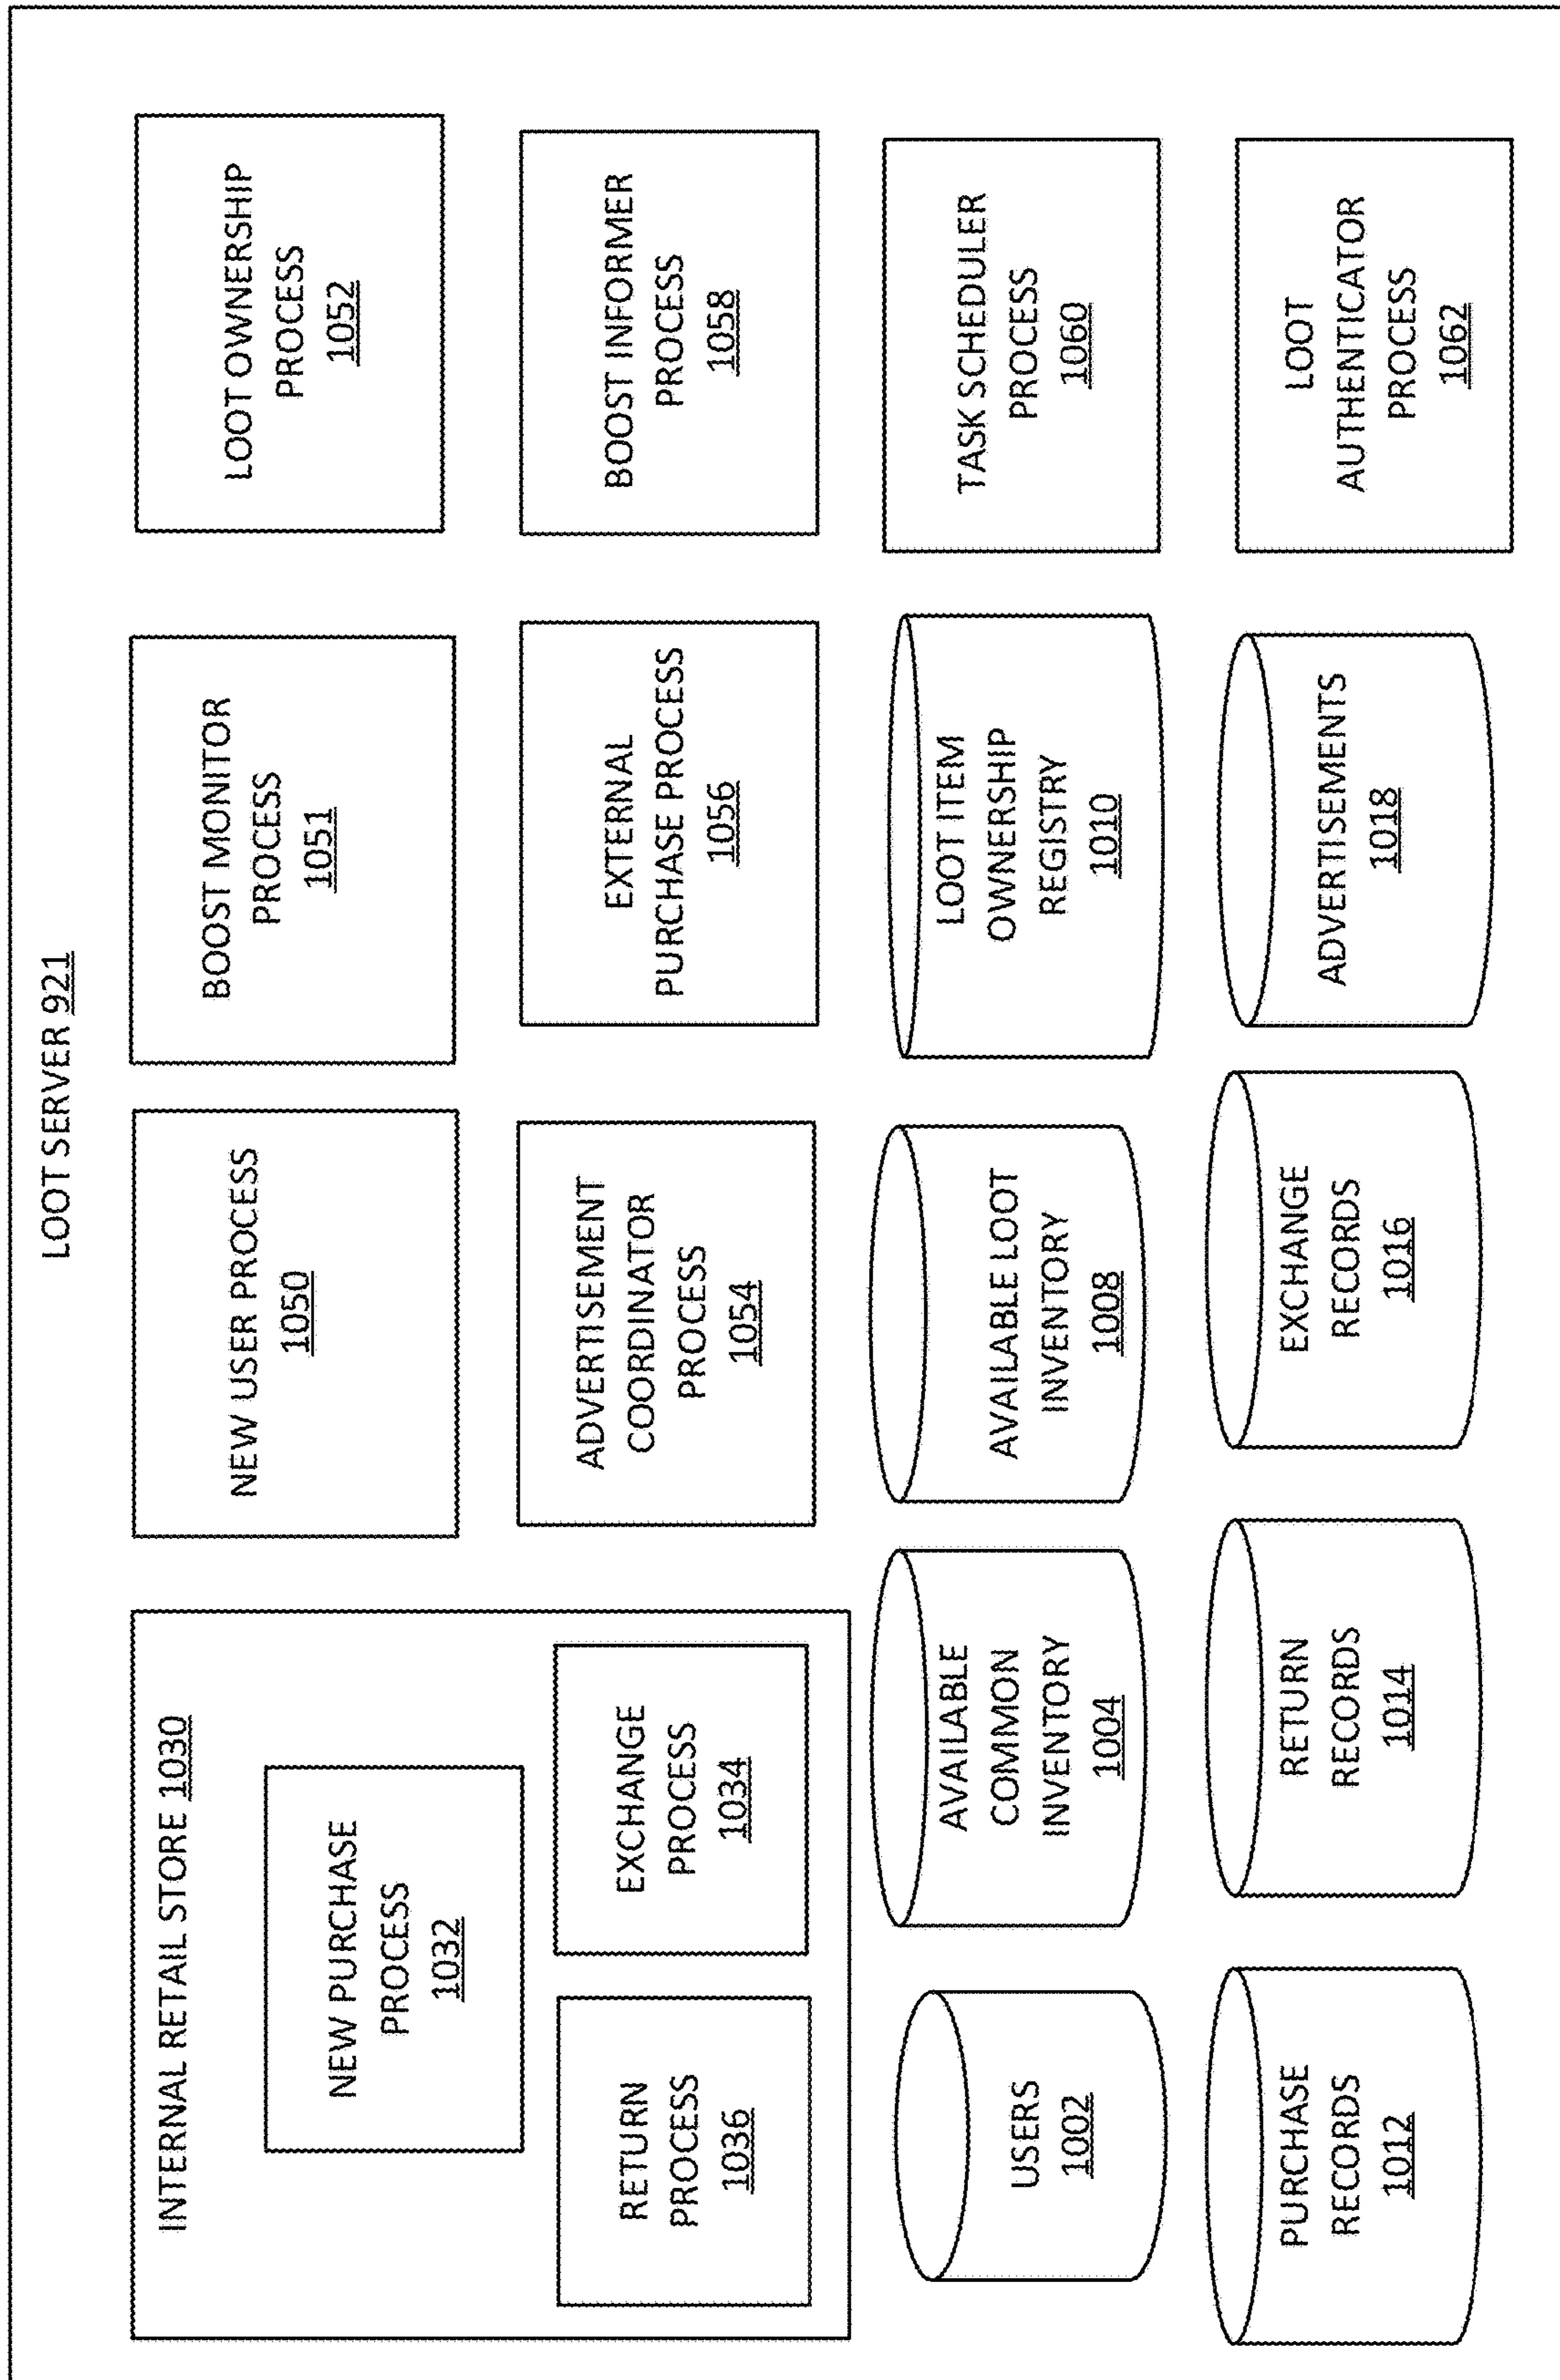 LOOT SERVER 921
INTERNAL RETAIL STORE 1030
NEW PURCHASE
PROCESS
1032
RETURN
PROCESS
1036
EXCHANGE
PROCESS
1034
NEW USER PROCESS
1050
BOOST MONITOR
PROCESS
1051
LOOT OWNERSHIP
PROCESS
1052
ADVERTISEMENT
COORDINATOR
PROCESS
1054
EXTERNAL
PURCHASE PROCESS
1056
BOOST INFORMER
PROCESS
1058
USERS
1002
AVAILABLE
COMMON
INVENTORY
1004
AVAILABLE LOOT
INVENTORY
1008
LOOT ITEM
OWNERSHIP
REGISTRY
1010
TASK SCHEDULER
PROCESS
1060
PURCHASE
RECORDS
1012
RETURN
RECORDS
1014
EXCHANGE
RECORDS
1016
ADVERTISEMENTS
1018
LOOT
AUTHENTICATOR
PROCESS
1062